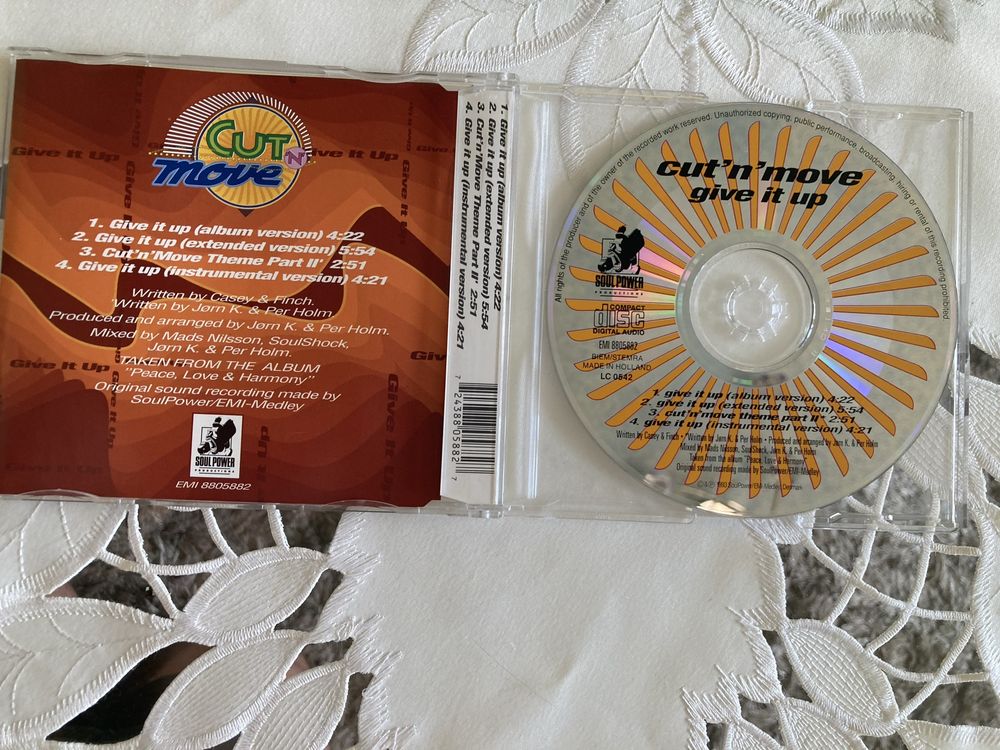 CUT 'N' move
1. Give it up (album version) 4:22
2. Give it up (extended version) 5:54
3. Cut'n'Move Theme Part II' 2:51
4. Give it up (instrumental version) 4:21
Written by Casey & Finch.
'Written by Jørn K. & Per Holm
Produced and arranged by Jørn K. & Per Holm.
Mixed by Mads Nilsson, SoulShock,
Jørn K. & Per Holm.
TAKEN FROM THE ALBUM
"Peace, Love & Harmony"
Original sound recording made by
SoulPower/EMI-Medley
SOUL POWER
PRODUCTIONS
EMI 8805882
Give It Up
Give It Up
Give It Up
1. Give it up (album version) 4:22
2. Give it up (extended version) 5:54
3. Cut'n'Move Theme Part II' 2:51
4. Give it up (instrumental version) 4:21
7 24388 05882 7
All rights of the producer and of the owner of the recorded work reserved. Unauthorized copying, public performance, broadcasting, hiring or rental of this recording prohibited
cut'n'move
give it up
SOUL POWER
PRODUCTIONS
COMPACT
disc
DIGITAL AUDIO
EMI 8805882
BIEM/STEMRA
MADE IN HOLLAND
LC 0542
1. give it up (album version) 4:22
2. give it up (extended version) 5:54
3. cut'n'move theme part II' 2:51
4. give it up (instrumental version) 4:21
Written by Casey & Finch • 'Written by Jørn K. & Per Holm • Produced and arranged by Jørn K. & Per Holm
Mixed by Mads Nilsson, SoulShock, Jørn K. & Per Holm
Taken from the album "Peace, Love & Harmony"
Original sound recording made by SoulPower/EMI-Medley
SoulPower/EMI-Medley Denmark